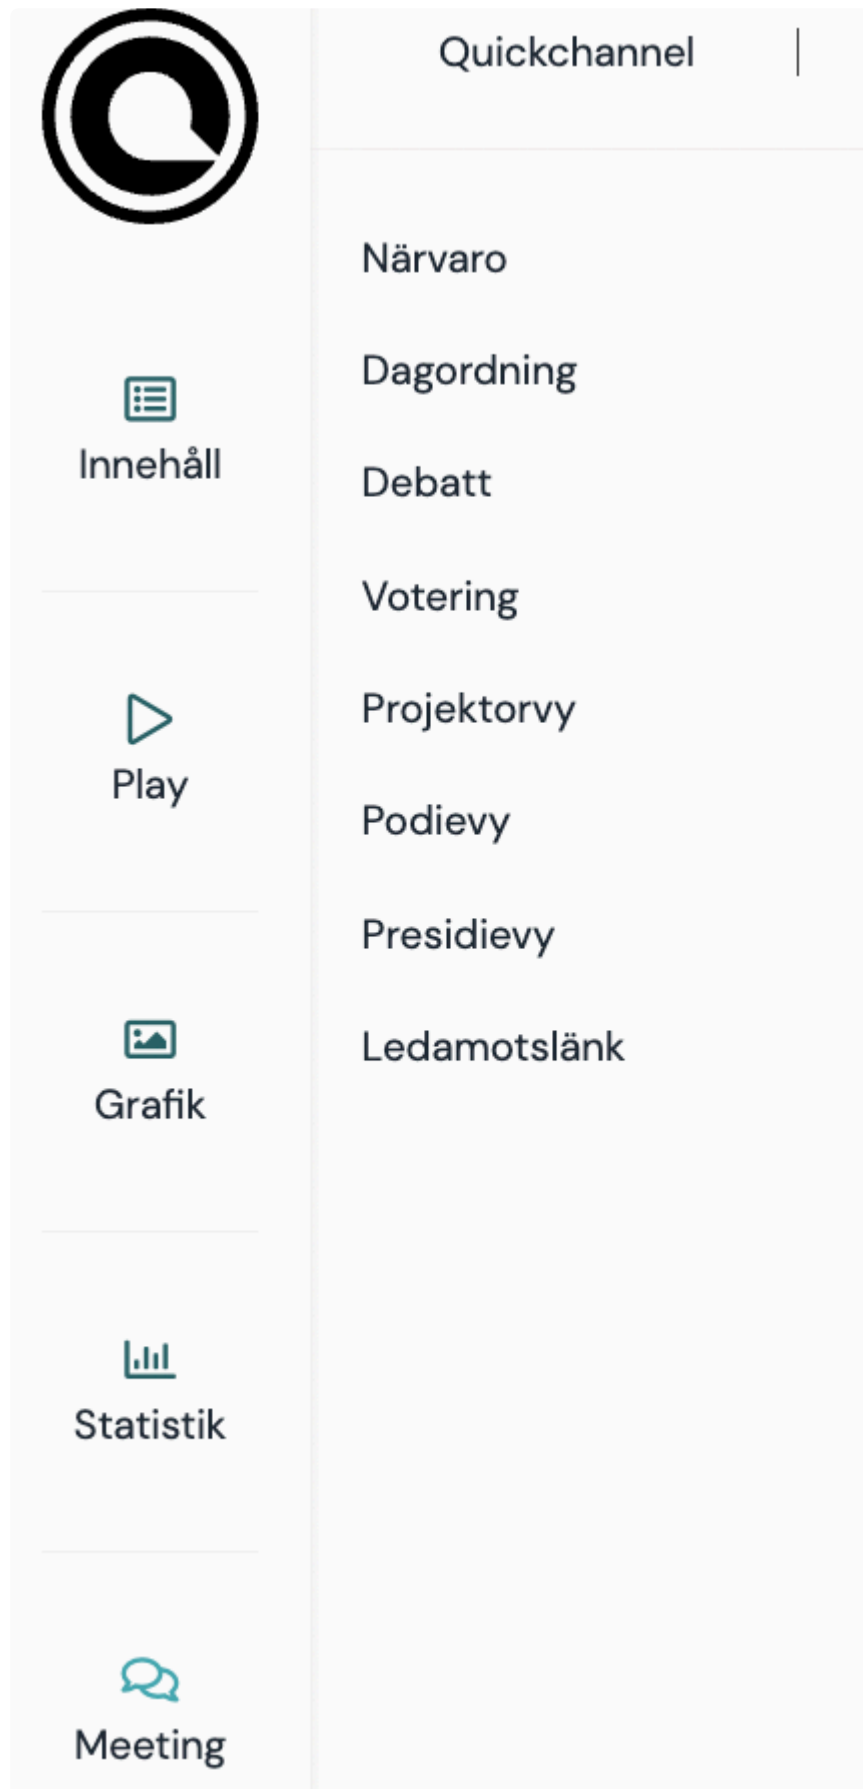 Quickchannel
Innehåll
Play
Grafik
Statistik
Meeting
Närvaro
Dagordning
Debatt
Votering
Projektorvy
Podievy
Presidievy
Ledamotslänk